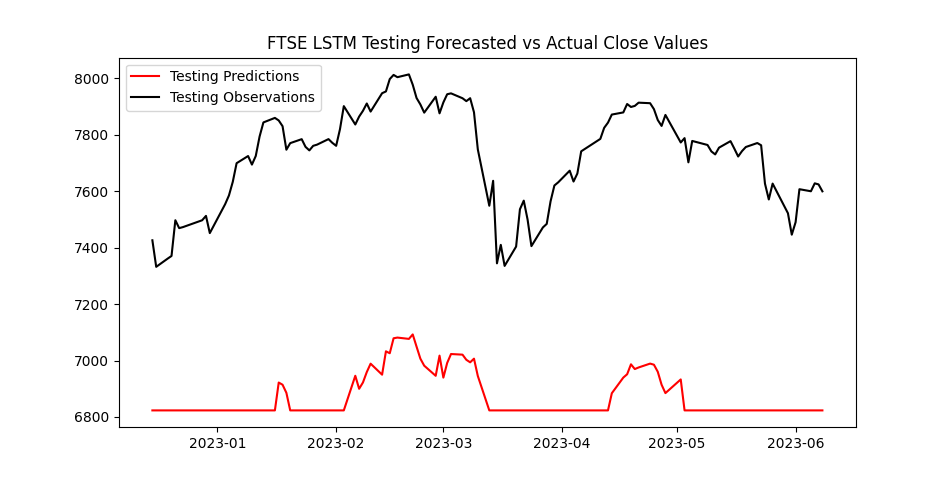 FTSE LSTM Testing Forecasted vs Actual Close Values
Testing Predictions
Testing Observations
8000
7800
7600
7400
7200
7000
6800
2023-01 2023-02 2023-03 2023-04 2023-05 2023-06